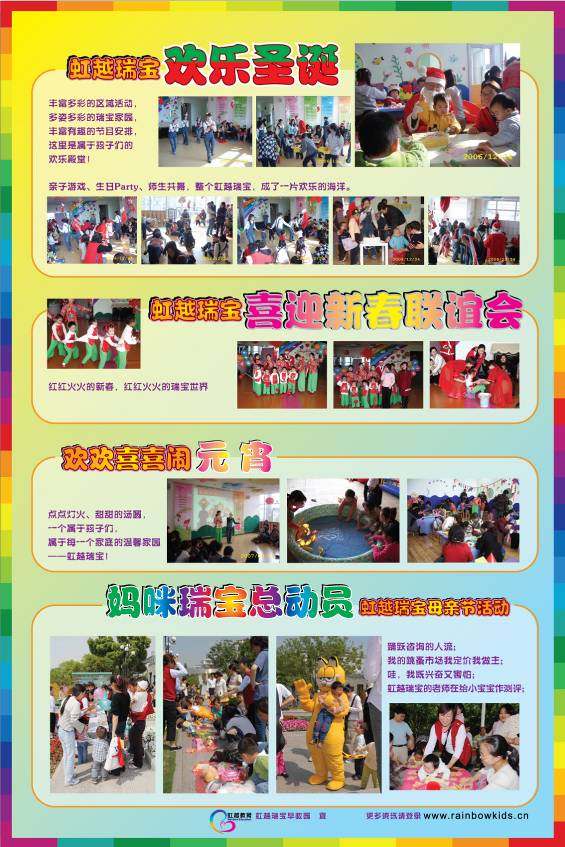 虹越瑞宝 欢乐圣诞
丰富多彩的区域活动，
多姿多彩的瑞宝家园，
丰富有趣的节目安排，
这里是属于孩子们的
欢乐殿堂！
2006/12/24
亲子游戏、生日Party、师生共舞，整个虹越瑞宝，成了一片欢乐的海洋。
虹越瑞宝 喜迎新春联谊会
红红火火的新春，红红火火的瑞宝世界
欢欢喜喜闹 元宵
点点灯火、甜甜的汤圆，
一个属于孩子们，
属于每一个家庭的温馨家园
——虹越瑞宝！
妈咪瑞宝总动员 虹越瑞宝母亲节活动
踊跃咨询的人流；
我的跳蚤市场我定价我做主；
哇，我既兴奋又害怕；
虹越瑞宝的老师在给小宝宝作测评；
虹越教育 虹越瑞宝早教园 宣
更多资讯请登录 www.rainbowkids.cn